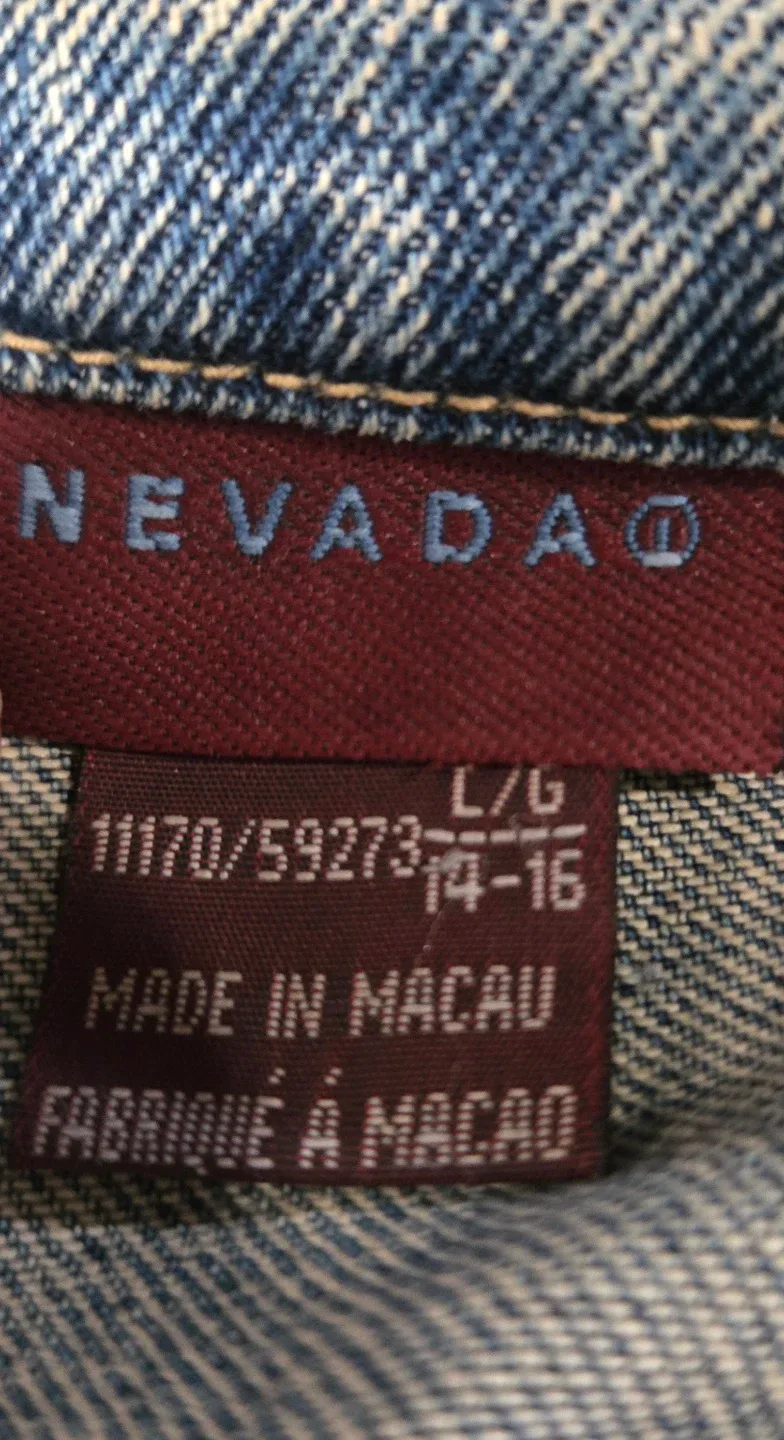 NEVADA Ⓘ
L/G
11170/59273
14-16
MADE IN MACAU
FABRIQUÉ Á MACAO